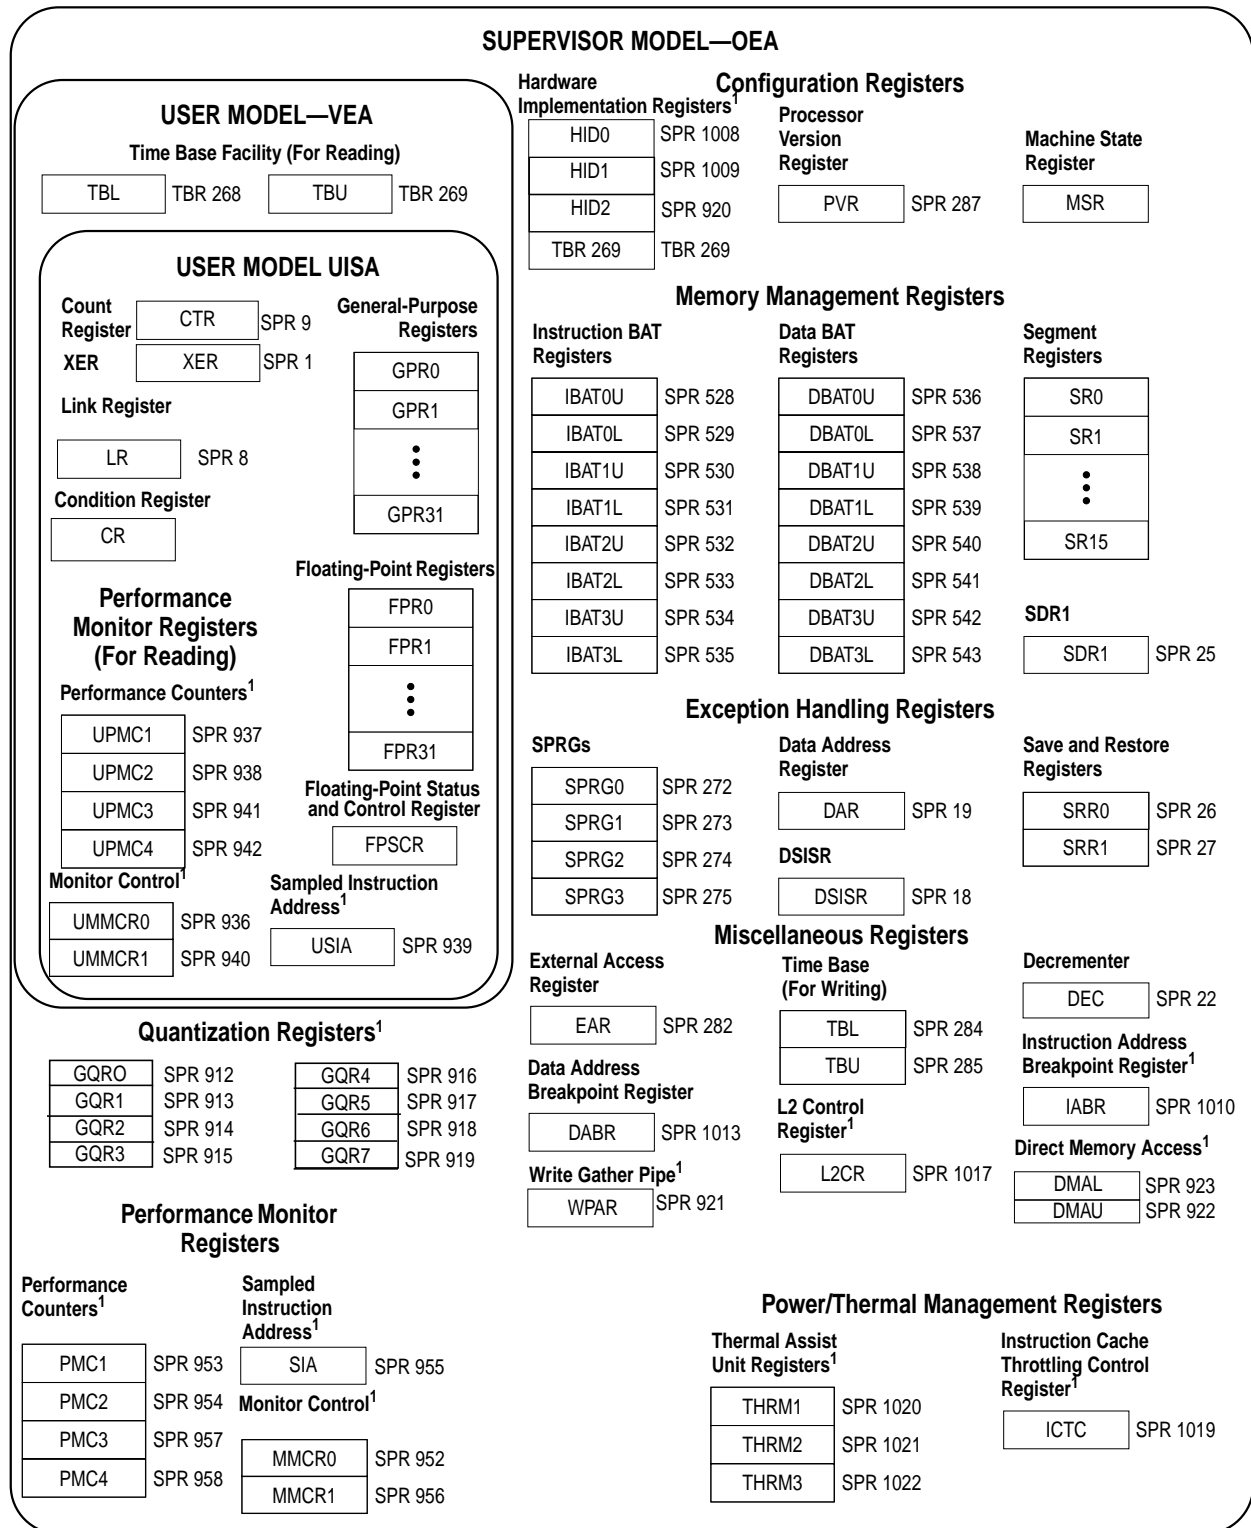 SUPERVISOR MODEL—OEA
USER MODEL—VEA
Time Base Facility (For Reading)
TBL TBR 268 TBU TBR 269
USER MODEL UISA
Count
Register
CTR SPR 9
XER XER SPR 1
Link Register
LR SPR 8
Condition Register
CR
General-Purpose
Registers
GPR0
GPR1
GPR31
Performance
Monitor Registers
(For Reading)
Performance Counters1
UPMC1 SPR 937
UPMC2 SPR 938
UPMC3 SPR 941
UPMC4 SPR 942
Monitor Control1
UMMCR0 SPR 936
UMMCR1 SPR 940
Floating-Point Registers
FPR0
FPR1
FPR31
Floating-Point Status
and Control Register
FPSCR
Sampled Instruction
Address1
USIA SPR 939
Quantization Registers1
GQRO SPR 912
GQR1 SPR 913
GQR2 SPR 914
GQR3 SPR 915
GQR4 SPR 916
GQR5 SPR 917
GQR6 SPR 918
GQR7 SPR 919
Performance Monitor
Registers
Performance
Counters1
PMC1 SPR 953
PMC2 SPR 954
PMC3 SPR 957
PMC4 SPR 958
Sampled
Instruction
Address1
SIA SPR 955
Monitor Control1
MMCR0 SPR 952
MMCR1 SPR 956
Configuration Registers
Hardware
Implementation Registers1
HID0 SPR 1008
HID1 SPR 1009
HID2 SPR 920
TBR 269 TBR 269
Processor
Version
Register
PVR SPR 287
Machine State
Register
MSR
Memory Management Registers
Instruction BAT
Registers
IBAT0U SPR 528
IBAT0L SPR 529
IBAT1U SPR 530
IBAT1L SPR 531
IBAT2U SPR 532
IBAT2L SPR 533
IBAT3U SPR 534
IBAT3L SPR 535
Data BAT
Registers
DBAT0U SPR 536
DBAT0L SPR 537
DBAT1U SPR 538
DBAT1L SPR 539
DBAT2U SPR 540
DBAT2L SPR 541
DBAT3U SPR 542
DBAT3L SPR 543
Segment
Registers
SR0
SR1
SR15
SDR1
SDR1 SPR 25
Exception Handling Registers
SPRGs
SPRG0 SPR 272
SPRG1 SPR 273
SPRG2 SPR 274
SPRG3 SPR 275
Data Address
Register
DAR SPR 19
DSISR
DSISR SPR 18
Save and Restore
Registers
SRR0 SPR 26
SRR1 SPR 27
Miscellaneous Registers
External Access
Register
EAR SPR 282
Data Address
Breakpoint Register
DABR SPR 1013
Write Gather Pipe1
WPAR SPR 921
Time Base
(For Writing)
TBL SPR 284
TBU SPR 285
L2 Control
Register1
L2CR SPR 1017
Decrementer
DEC SPR 22
Instruction Address
Breakpoint Register1
IABR SPR 1010
Direct Memory Access1
DMAL SPR 923
DMAU SPR 922
Power/Thermal Management Registers
Thermal Assist
Unit Registers1
THRM1 SPR 1020
THRM2 SPR 1021
THRM3 SPR 1022
Instruction Cache
Throttling Control
Register1
ICTC SPR 1019